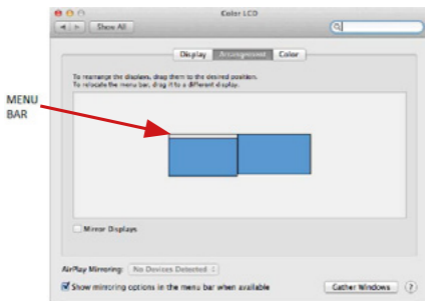 Color LCD
Show All
Display Arrangement Color
To rearrange the displays, drag them to the desired position.
To relocate the menu bar, drag it to a different display.
MENU
BAR
Mirror Displays
AirPlay Mirroring: No Devices Detected
Show mirroring options in the menu bar when available
Gather Windows ?